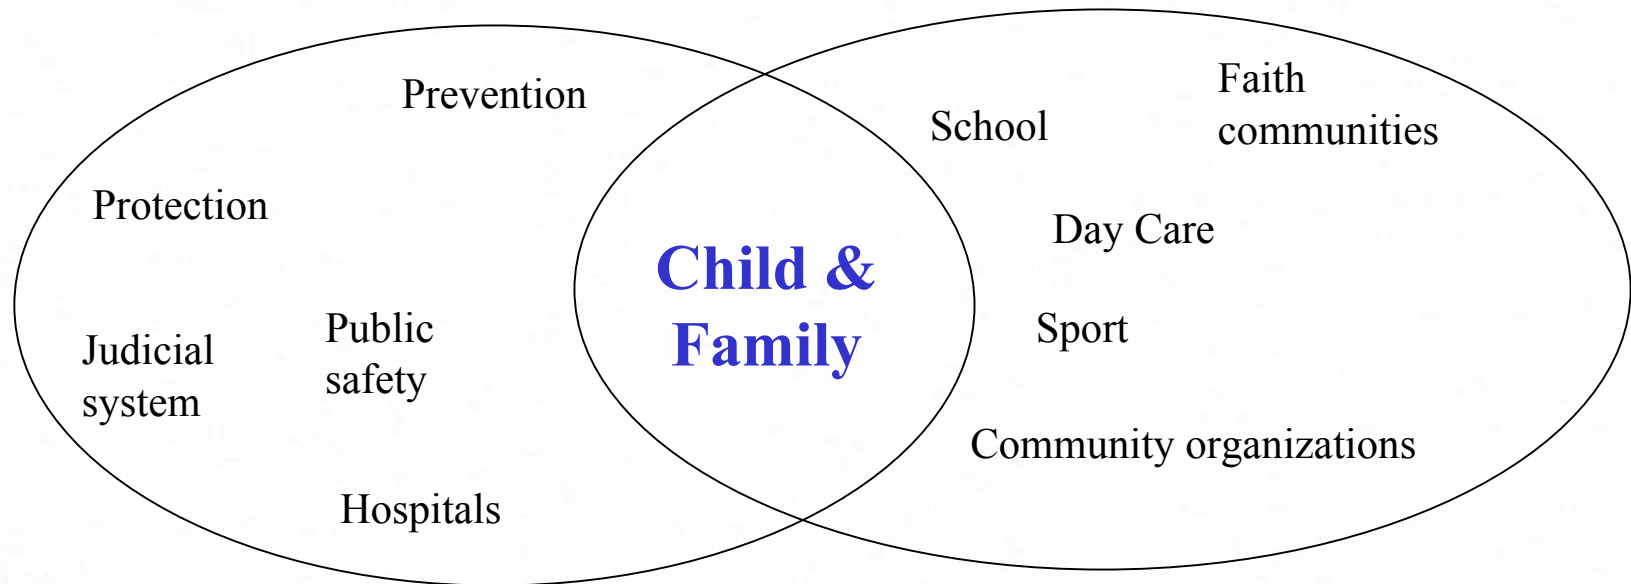 Prevention
Protection
Judicial
system
Public
safety
Hospitals
Child &
Family
School
Faith
communities
Day Care
Sport
Community organizations